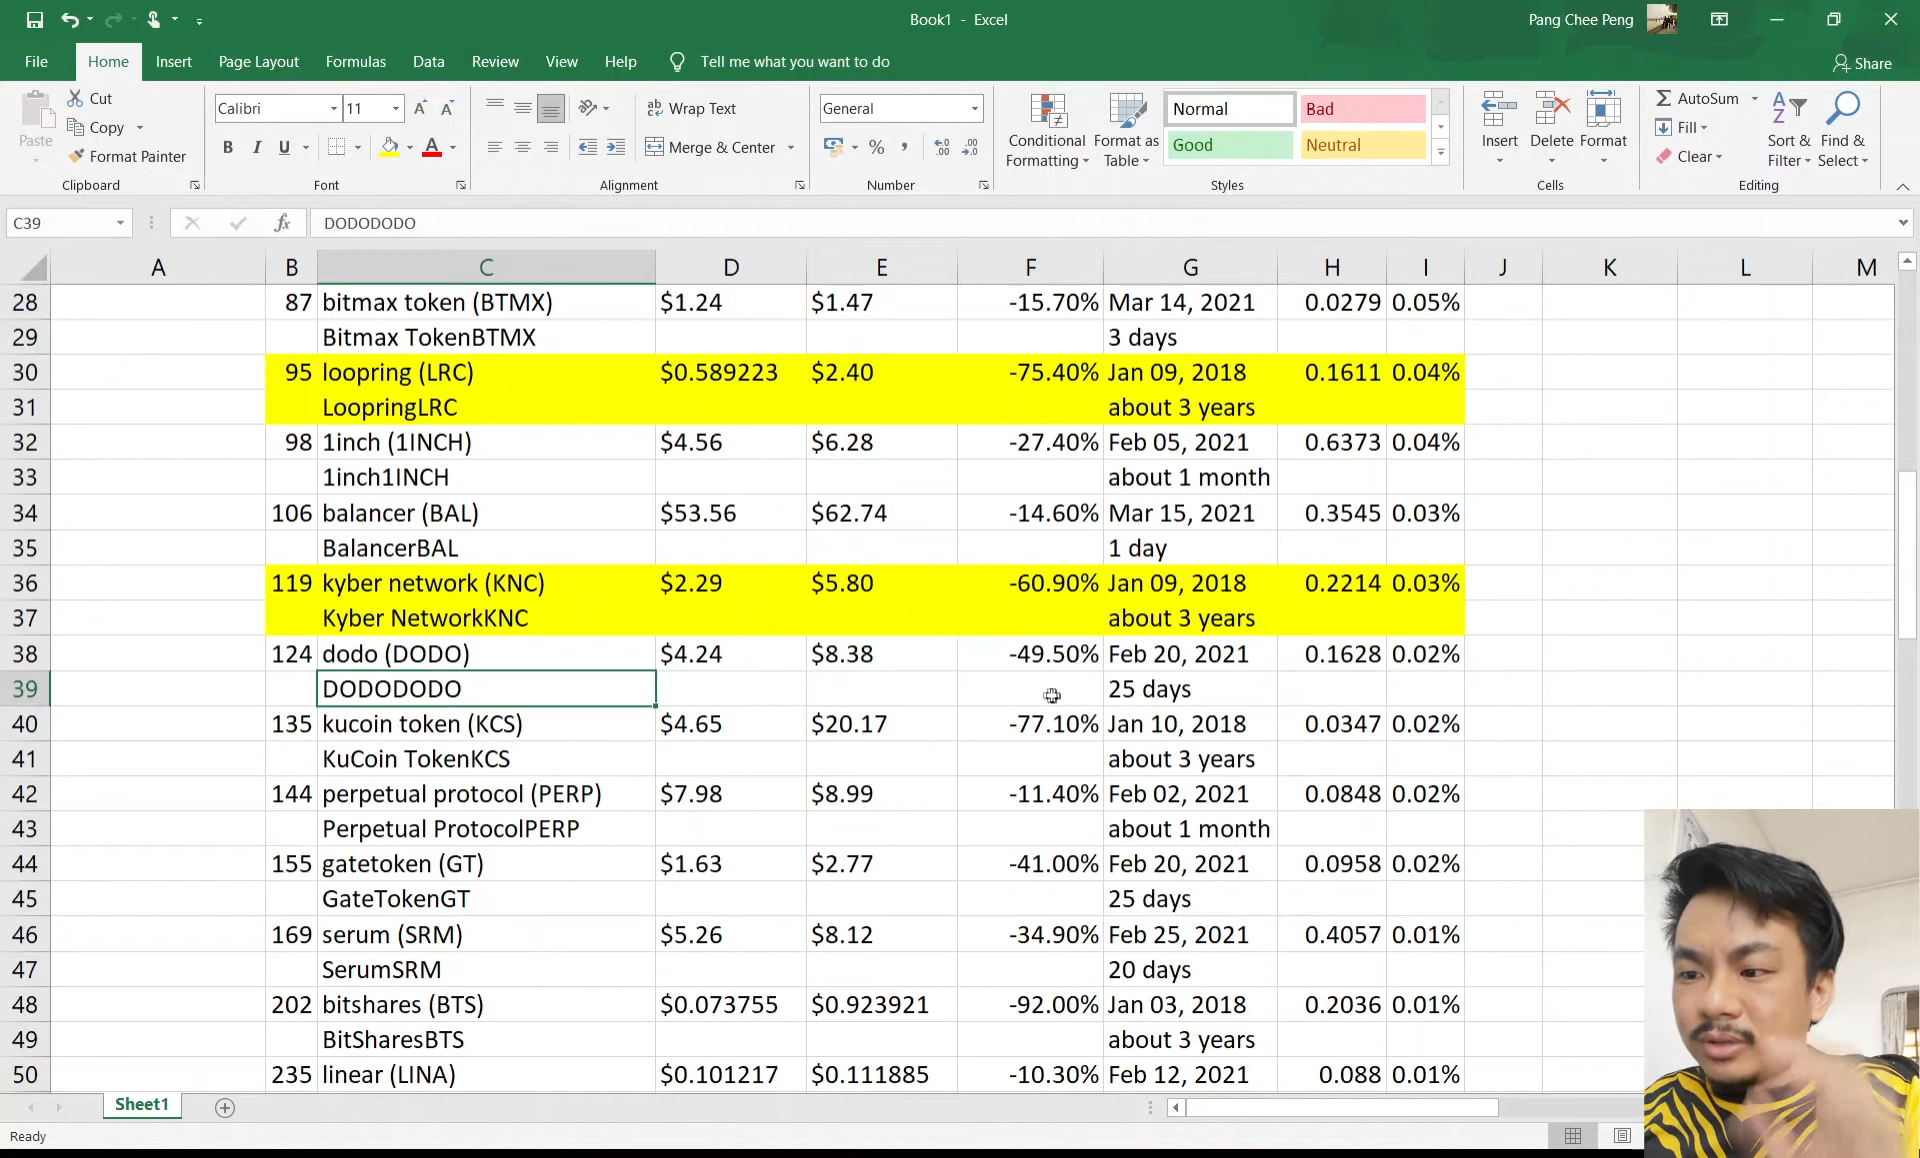 Book1 - Excel
Pang Chee Peng
File Home Insert Page Layout Formulas Data Review View Help Tell me what you want to do Share
Paste Cut Copy Format Painter
Clipboard
Calibri 11
B I U A
Font
Wrap Text
Merge & Center
Alignment
General
% ,
Number
Conditional Formatting
Format as Table
Normal Bad
Good Neutral
Styles
Insert Delete Format
Cells
AutoSum
Fill
Clear
Sort & Filter
Find & Select
Editing
C39 fx DODODODO
A B C D E F G H I J K L M
28 87 bitmax token (BTMX) $1.24 $1.47 -15.70% Mar 14, 2021 0.0279 0.05%
29 Bitmax TokenBTMX 3 days
30 95 loopring (LRC) $0.589223 $2.40 -75.40% Jan 09, 2018 0.1611 0.04%
31 LoopringLRC about 3 years
32 98 1inch (1INCH) $4.56 $6.28 -27.40% Feb 05, 2021 0.6373 0.04%
33 1inch1INCH about 1 month
34 106 balancer (BAL) $53.56 $62.74 -14.60% Mar 15, 2021 0.3545 0.03%
35 BalancerBAL 1 day
36 119 kyber network (KNC) $2.29 $5.80 -60.90% Jan 09, 2018 0.2214 0.03%
37 Kyber NetworkKNC about 3 years
38 124 dodo (DODO) $4.24 $8.38 -49.50% Feb 20, 2021 0.1628 0.02%
39 DODODODO 25 days
40 135 kucoin token (KCS) $4.65 $20.17 -77.10% Jan 10, 2018 0.0347 0.02%
41 KuCoin TokenKCS about 3 years
42 144 perpetual protocol (PERP) $7.98 $8.99 -11.40% Feb 02, 2021 0.0848 0.02%
43 Perpetual ProtocolPERP about 1 month
44 155 gatetoken (GT) $1.63 $2.77 -41.00% Feb 20, 2021 0.0958 0.02%
45 GateTokenGT 25 days
46 169 serum (SRM) $5.26 $8.12 -34.90% Feb 25, 2021 0.4057 0.01%
47 SerumSRM 20 days
48 202 bitshares (BTS) $0.073755 $0.923921 -92.00% Jan 03, 2018 0.2036 0.01%
49 BitSharesBTS about 3 years
50 235 linear (LINA) $0.101217 $0.111885 -10.30% Feb 12, 2021 0.088 0.01%
Sheet1
Ready